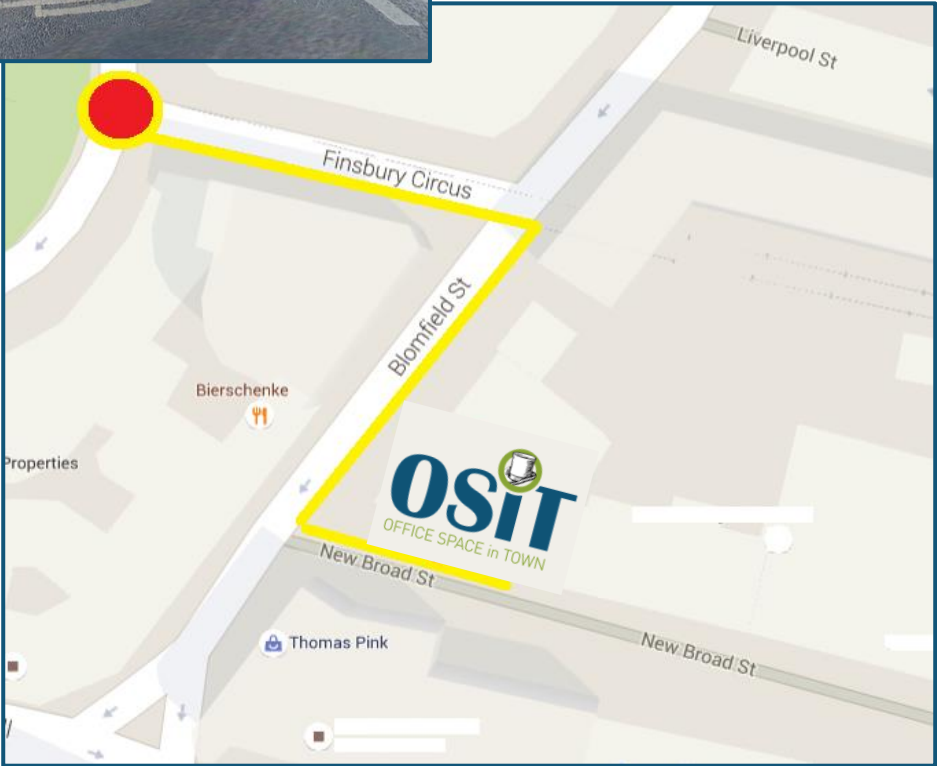 Liverpool St
Finsbury Circus
Blomfield St
Bierschenke
Properties
OSiT
OFFICE SPACE in TOWN
New Broad St
Thomas Pink
New Broad St